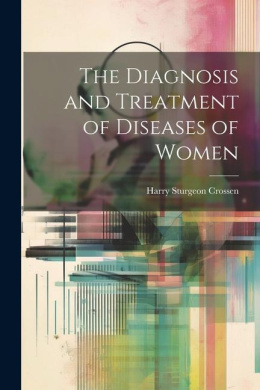 The Diagnosis
and Treatment
of Diseases of
Women
Harry Sturgeon Crossen